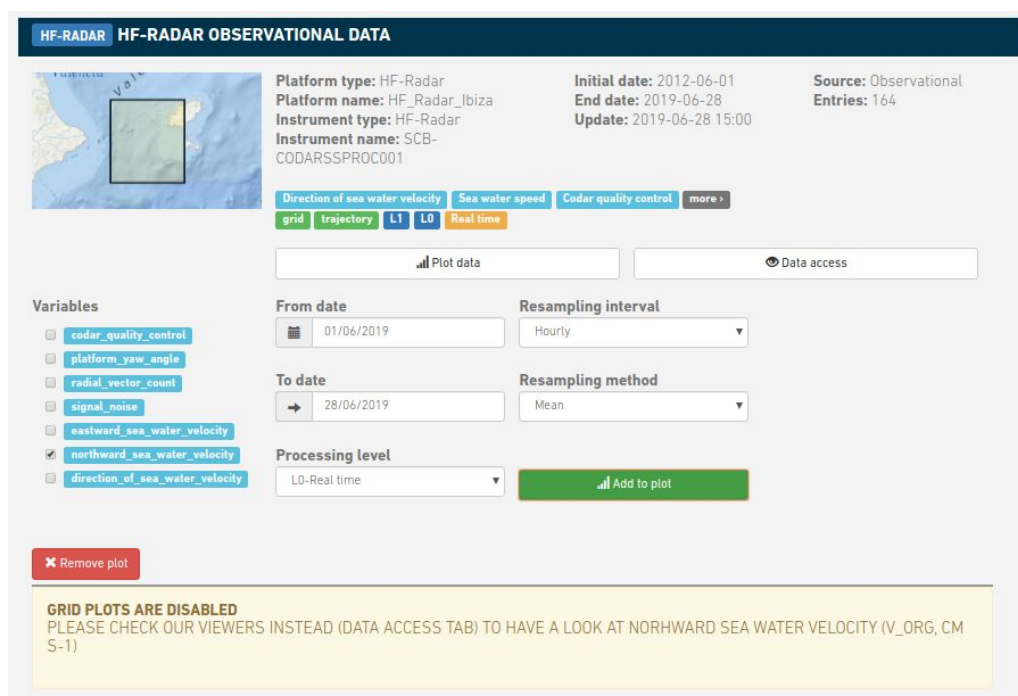 HF-RADAR HF-RADAR OBSERVATIONAL DATA
Platform type: HF-Radar
Platform name: HF_Radar_Ibiza
Instrument type: HF-Radar
Instrument name: SCB-
CODARSSPROC001
Initial date: 2012-06-01
End date: 2019-06-28
Update: 2019-06-28 15:00
Source: Observational
Entries: 164
Direction of sea water velocity Sea water speed Codar quality control more ›
grid trajectory L1 L0 Real time
Plot data
Data access
Variables
codar_quality_control
platform_yaw_angle
radial_vector_count
signal_noise
eastward_sea_water_velocity
northward_sea_water_velocity
direction_of_sea_water_velocity
From date
01/06/2019
Resampling interval
Hourly
To date
28/06/2019
Resampling method
Mean
Processing level
L0-Real time
Add to plot
Remove plot
GRID PLOTS ARE DISABLED
PLEASE CHECK OUR VIEWERS INSTEAD (DATA ACCESS TAB) TO HAVE A LOOK AT NORHWARD SEA WATER VELOCITY (V_ORG, CM
S-1)